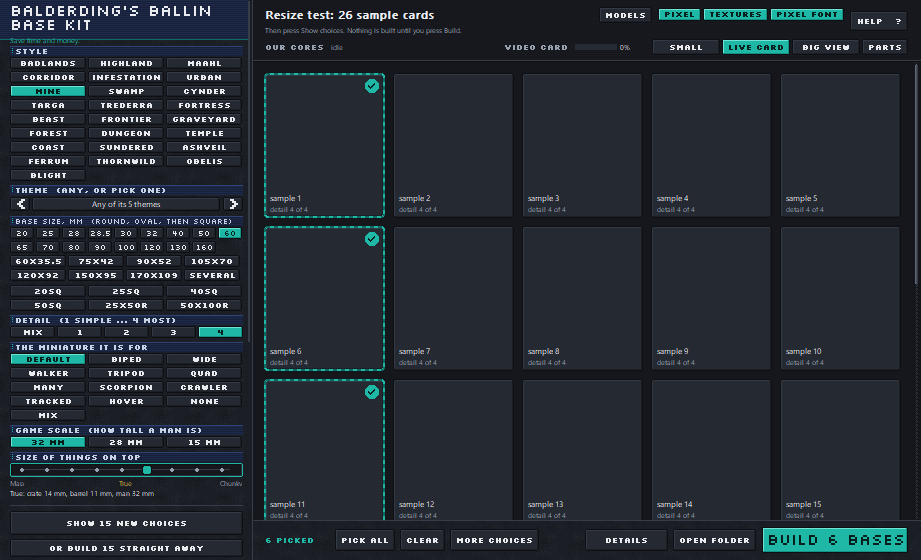 BALDERDING'S BALLIN
BASE KIT
Save time and money.
STYLE
BADLANDS HIGHLAND MAAHL
CORRIDOR INFESTATION URBAN
MINE SWAMP CYNDER
TARGA TREDERRA FORTRESS
BEAST FRONTIER GRAVEYARD
FOREST DUNGEON TEMPLE
COAST SUNDERED ASHVEIL
FERRUM THORNWILD OBELIS
BLIGHT
THEME (ANY, OR PICK ONE)
Any of its 5 themes
BASE SIZE, MM (ROUND, OVAL, THEN SQUARE)
20 25 28 28.5 30 32 40 50 60
65 70 80 90 100 120 130 160
60X35.5 75X42 90X52 105X70
120X92 150X95 170X109 SEVERAL
20SQ 25SQ 40SQ
50SQ 25X50R 50X100R
DETAIL (1 SIMPLE ... 4 MOST)
MIX 1 2 3 4
THE MINIATURE IT IS FOR
DEFAULT BIPED WIDE
WALKER TRIPOD QUAD
MANY SCORPION CRAWLER
TRACKED HOVER NONE
MIX
GAME SCALE (HOW TALL A MAN IS)
32 MM 28 MM 15 MM
SIZE OF THINGS ON TOP
True Chunky
True: crate 14 mm, barrel 11 mm, man 32 mm
SHOW 15 NEW CHOICES
OR BUILD 15 STRAIGHT AWAY
Resize test: 26 sample cards
Then press Show choices. Nothing is built until you press Build.
MODELS PIXEL TEXTURES PIXEL FONT HELP ?
OUR CORES idle VIDEO CARD 0% SMALL LIVE CARD BIG VIEW PARTS
sample 1 sample 2 sample 3 sample 4 sample 5
detail 4 of 4 detail 4 of 4 detail 4 of 4 detail 4 of 4 detail 4 of 4
sample 6 sample 7 sample 8 sample 9 sample 10
detail 4 of 4 detail 4 of 4 detail 4 of 4 detail 4 of 4 detail 4 of 4
sample 11 sample 12 sample 13 sample 14 sample 15
detail 4 of 4 detail 4 of 4 detail 4 of 4 detail 4 of 4 detail 4 of 4
6 PICKED PICK ALL CLEAR MORE CHOICES DETAILS OPEN FOLDER BUILD 6 BASES